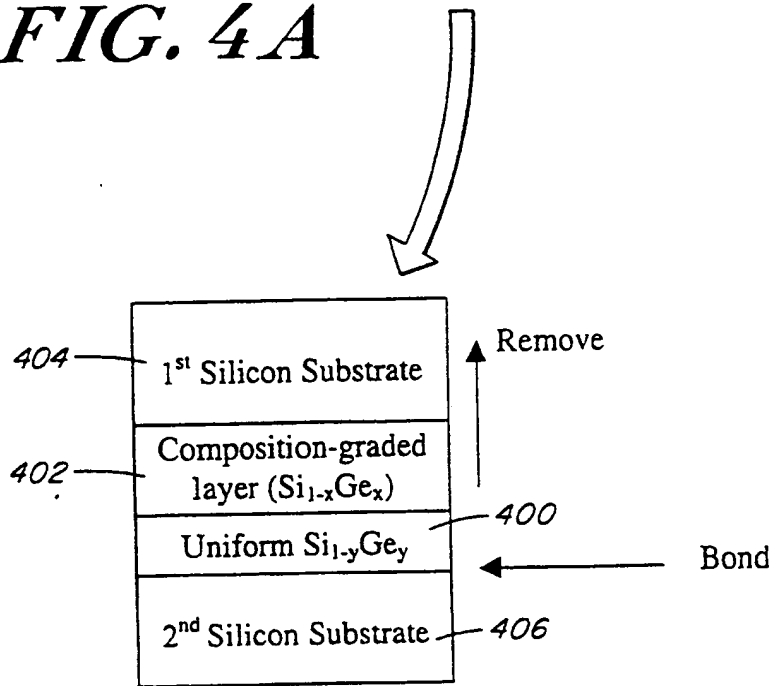 FIG. 4A
404
1st Silicon Substrate
Remove
402
Composition-graded
layer (Si1-xGex)
400
Uniform Si1-yGey
Bond
2nd Silicon Substrate
406